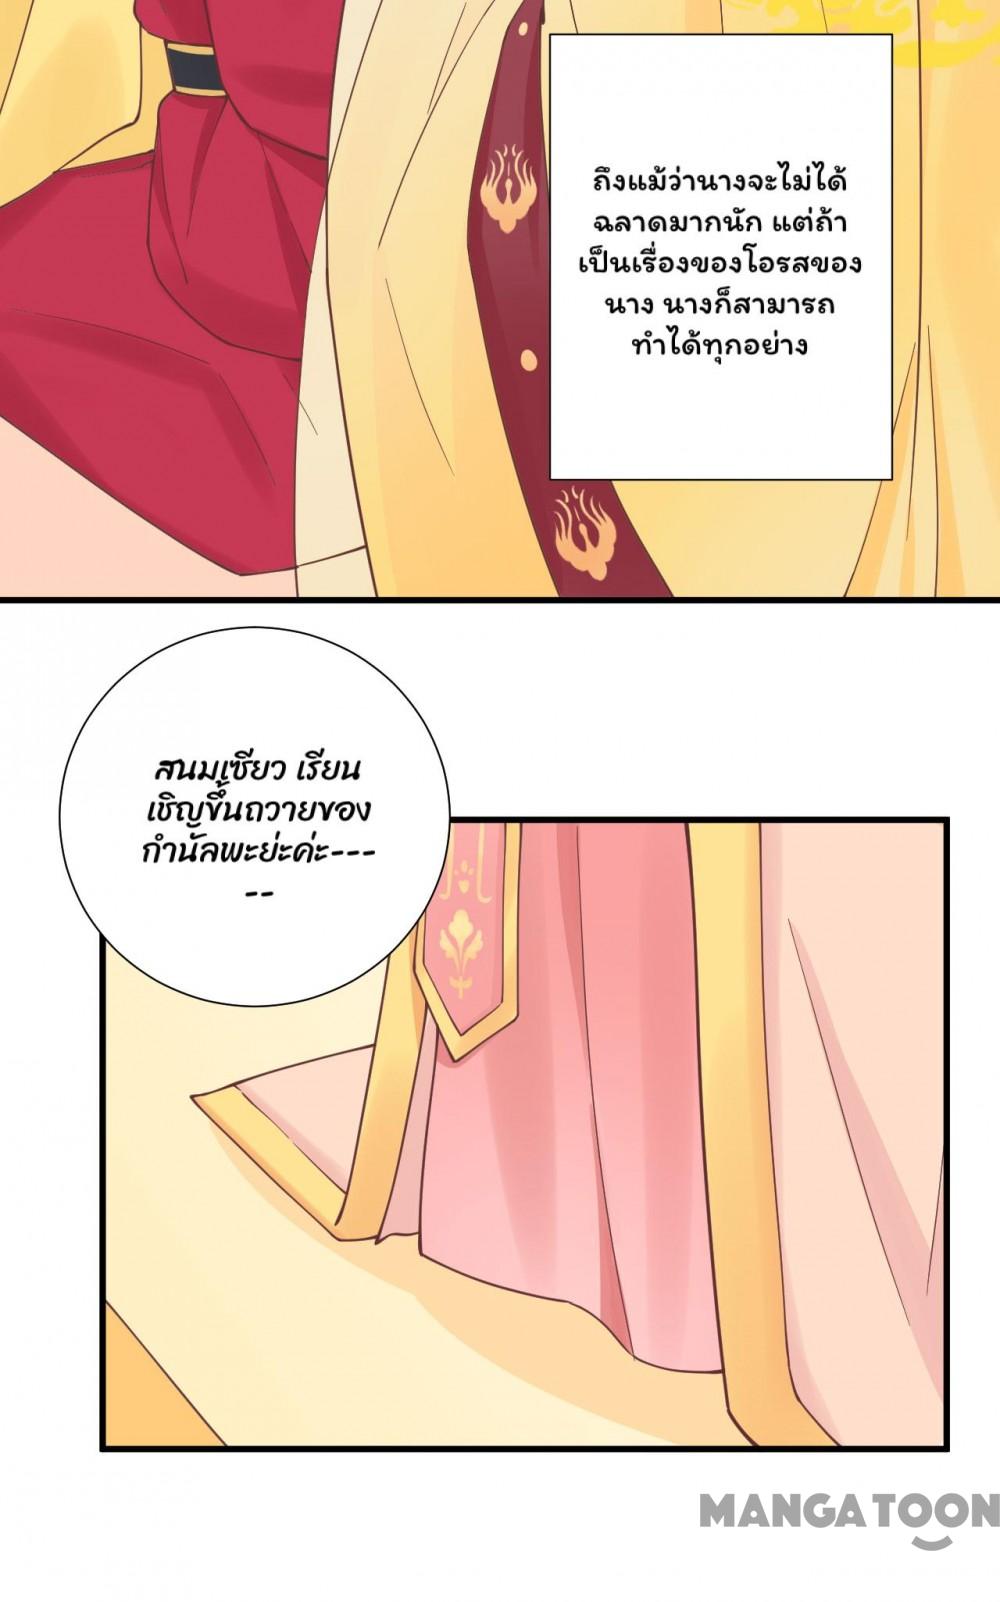 ถึงแม้ว่านางจะไม่ได้
ฉลาดมากนัก แต่ถ้า
เป็นเรื่องของโอรสของ
นาง นางก็สามารถ
ทำได้ทุกอย่าง
สนมเซียว เรียน
เชิญขึ้นถวายของ
กำนัลพะย่ะค่ะ---
--
MANGATOON